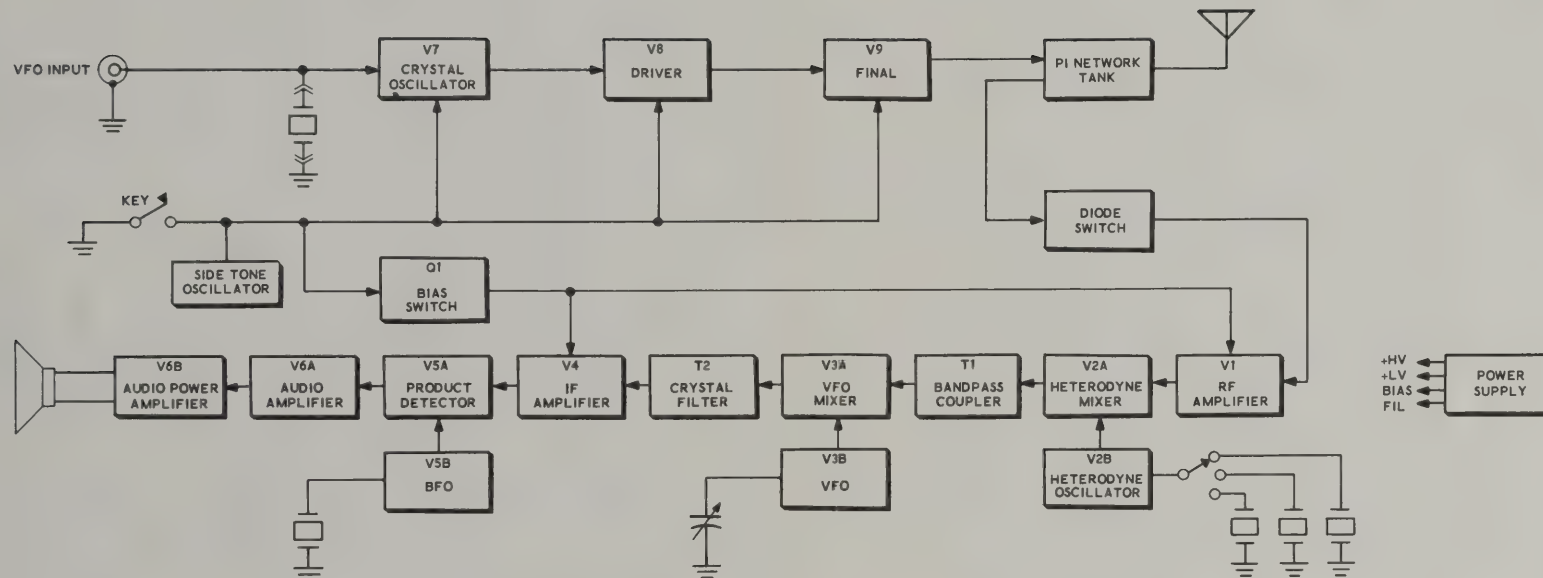 VFO INPUT
V7
CRYSTAL
OSCILLATOR
V8
DRIVER
V9
FINAL
PI NETWORK
TANK
KEY
SIDE TONE
OSCILLATOR
Q1
BIAS
SWITCH
DIODE
SWITCH
V6B
AUDIO POWER
AMPLIFIER
V6A
AUDIO
AMPLIFIER
V5A
PRODUCT
DETECTOR
V4
IF
AMPLIFIER
T2
CRYSTAL
FILTER
V3A
VFO
MIXER
T1
BANDPASS
COUPLER
V2A
HETERODYNE
MIXER
V1
RF
AMPLIFIER
+HV
+LV
BIAS
FIL
POWER
SUPPLY
V5B
BFO
V3B
VFO
V2B
HETERODYNE
OSCILLATOR